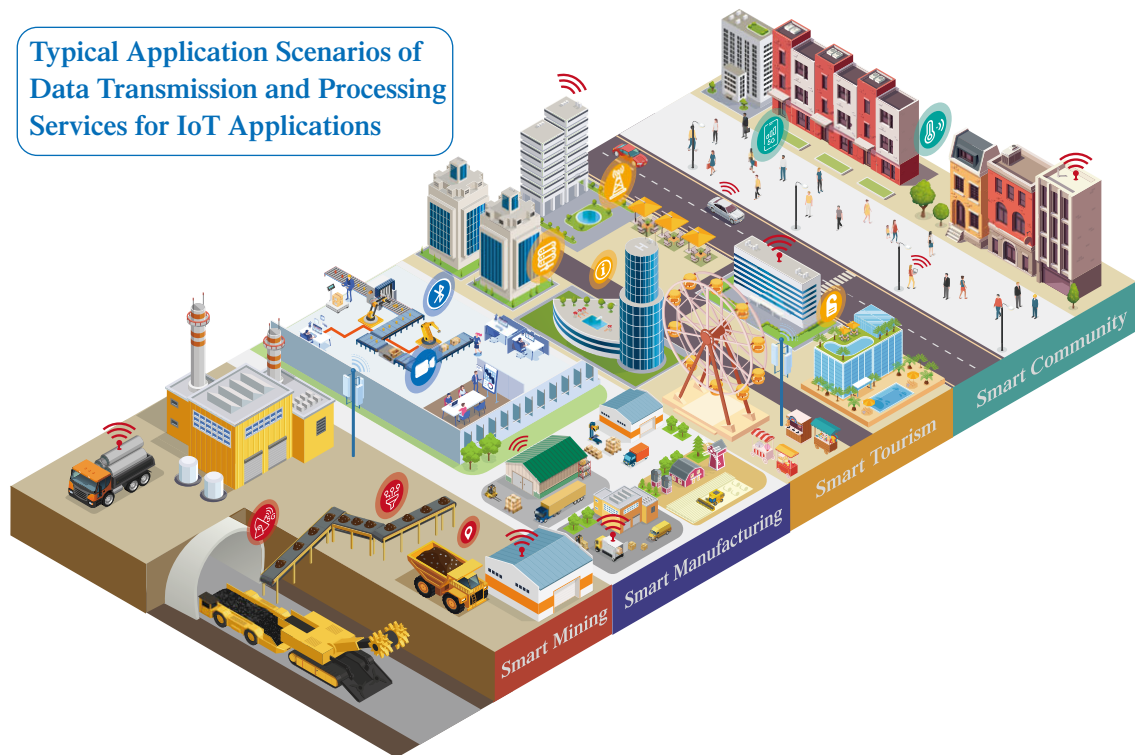 Typical Application Scenarios of
Data Transmission and Processing
Services for IoT Applications
Smart Community
Smart Tourism
Smart Manufacturing
Smart Mining